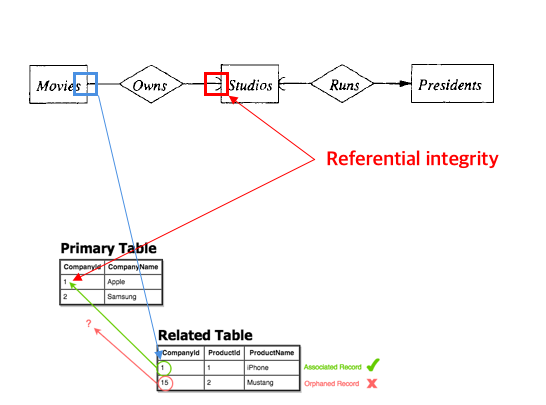 Movies Owns Studios Runs Presidents
Referential integrity
Primary Table
CompanyId CompanyName
1 Apple
2 Samsung
?
Related Table
CompanyId ProductId ProductName
1 1 iPhone Associated Record
15 2 Mustang Orphaned Record